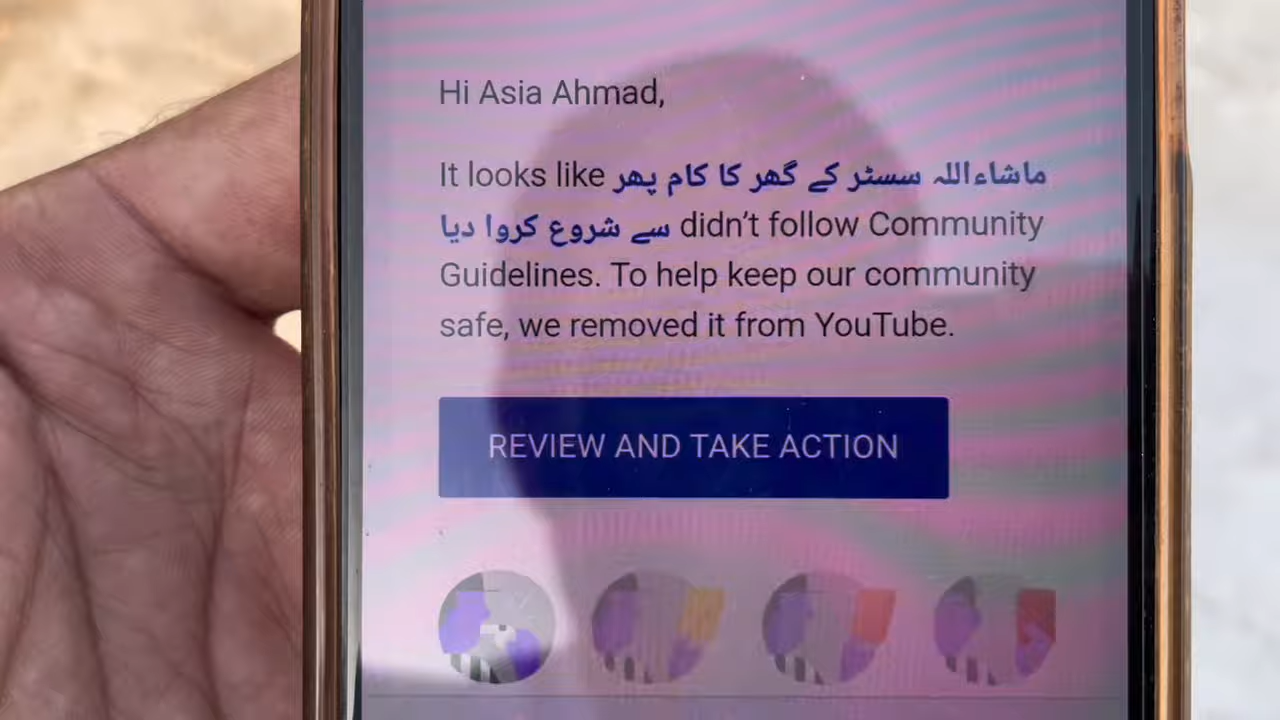 Hi Asia Ahmad,
It looks like ماشاءاللہ سسٹر کے گھر کا کام پھر
سے شروع کروا دیا didn’t follow Community
Guidelines. To help keep our community
safe, we removed it from YouTube.
REVIEW AND TAKE ACTION